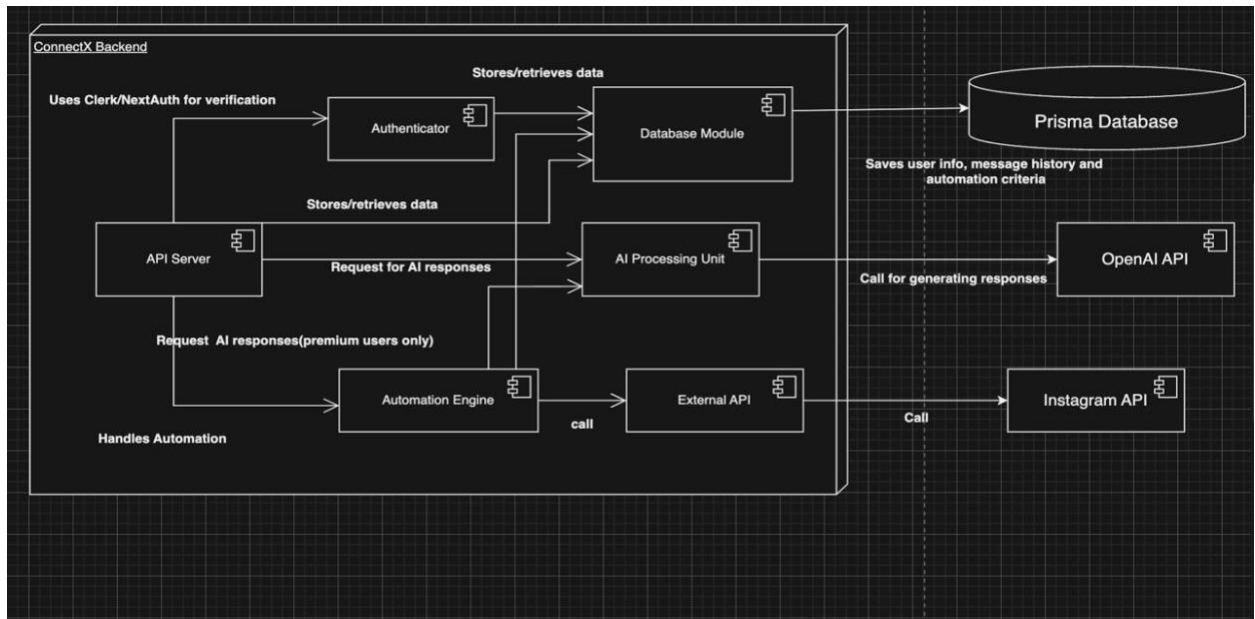 ConnectX Backend
Stores/retrieves data
Uses Clerk/NextAuth for verification
Authenticator
Database Module
Prisma Database
Saves user info, message history and
automation criteria
Stores/retrieves data
API Server
Request for AI responses
AI Processing Unit
OpenAI API
Call for generating responses
Request  AI responses(premium users only)
Automation Engine
External API
Instagram API
call
Call
Handles Automation